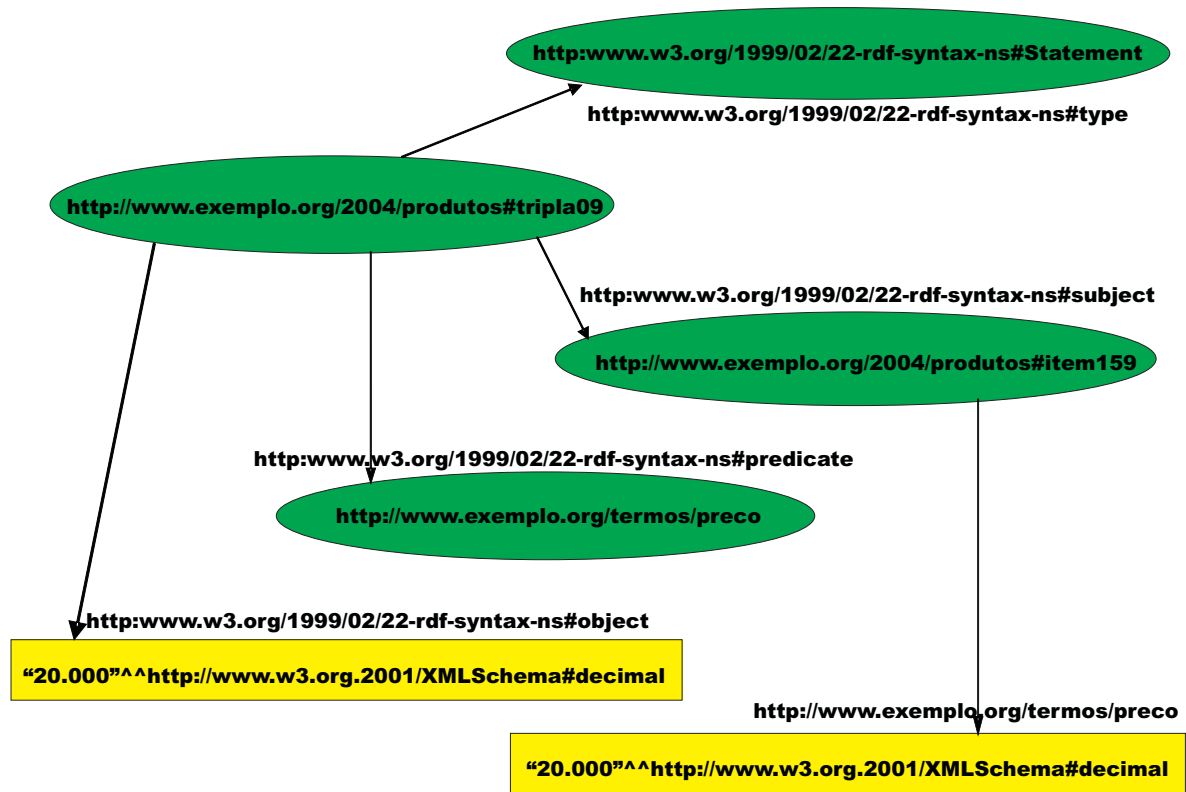 http:www.w3.org/1999/02/22-rdf-syntax-ns#Statement
http:www.w3.org/1999/02/22-rdf-syntax-ns#type
http://www.exemplo.org/2004/produtos#tripla09
http:www.w3.org/1999/02/22-rdf-syntax-ns#subject
http://www.exemplo.org/2004/produtos#item159
http:www.w3.org/1999/02/22-rdf-syntax-ns#predicate
http://www.exemplo.org/termos/preco
http:www.w3.org/1999/02/22-rdf-syntax-ns#object
“20.000”^^http://www.w3.org.2001/XMLSchema#decimal
http://www.exemplo.org/termos/preco
“20.000”^^http://www.w3.org.2001/XMLSchema#decimal